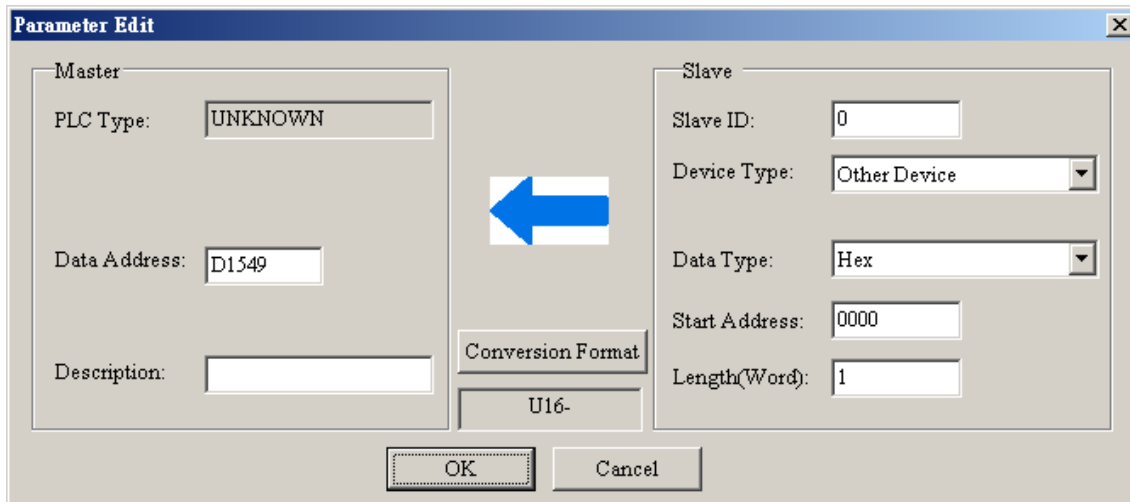 Parameter Edit
Master
PLC Type: UNKNOWN
Data Address: D1549
Description:
Conversion Format
U16-
Slave
Slave ID: 0
Device Type: Other Device
Data Type: Hex
Start Address: 0000
Length(Word): 1
OK
Cancel